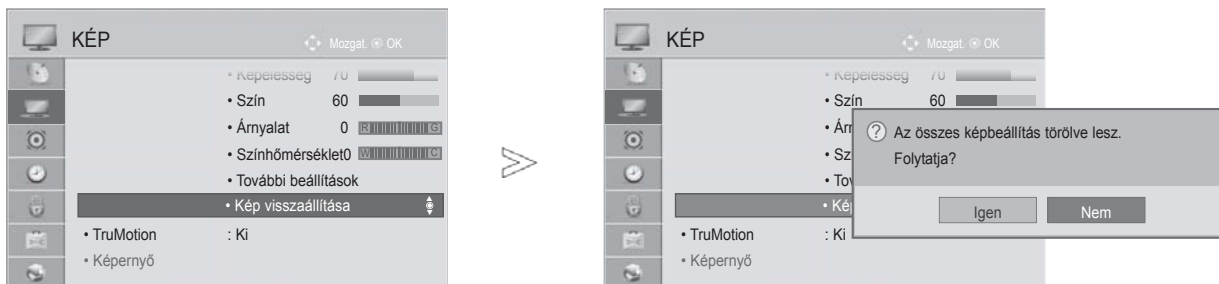 KÉP
Mozgat. OK
• Képélesség 70
• Szín 60
• Árnyalat 0 R G
• Színhőmérséklet0 W C
• További beállítások
• Kép visszaállítása
• TruMotion : Ki
• Képernyő
KÉP
Mozgat. OK
• Képélesség 70
• Szín 60
• Árn
• Sz
• Tov
• Kép
• TruMotion : Ki
• Képernyő
? Az összes képbeállítás törölve lesz.
Folytatja?
Igen
Nem